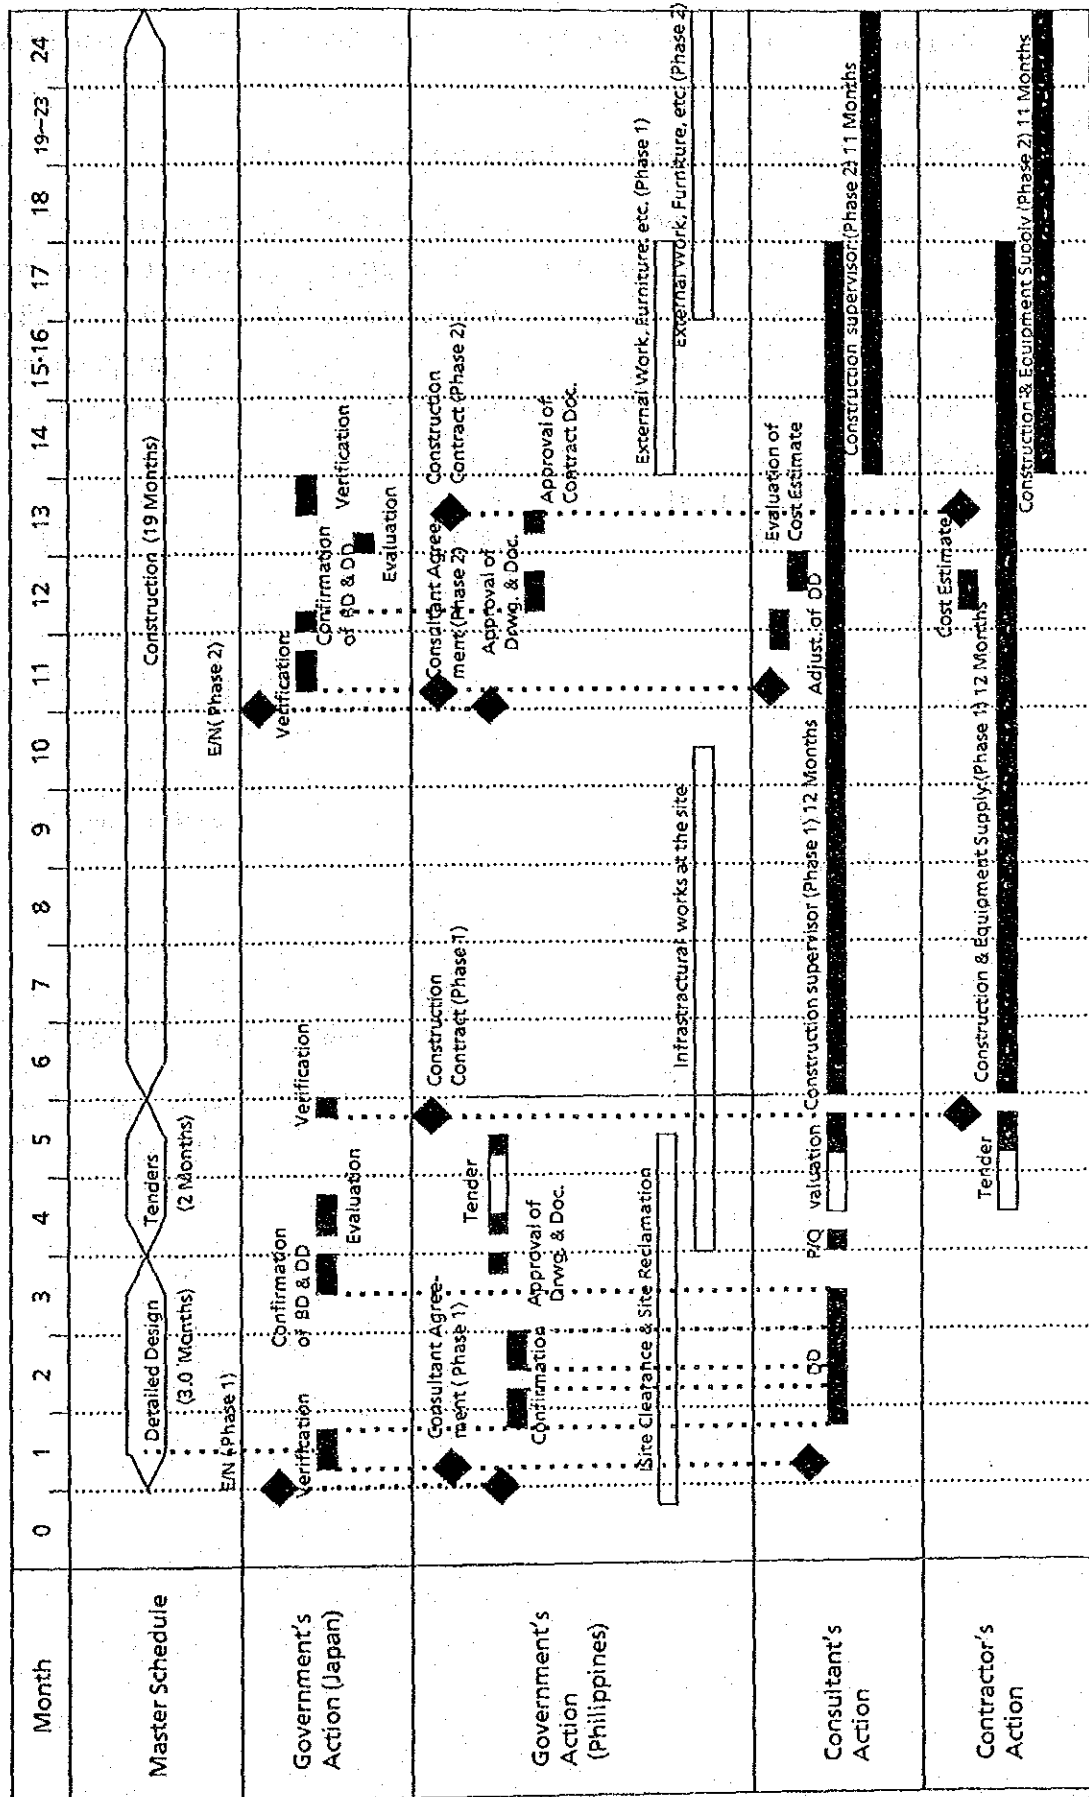 Month
0
1
2
3
4
5
6
7
8
9
10
11
12
13
14
15·16
17
18
19–23
24
Master Schedule
Detailed Design
(3.0 Months)
Tenders
(2 Months)
Construction (19 Months)
Government's
Action (Japan)
E/N (Phase 1)
Verification
Confirmation
of BD & DD
Evaluation
Verification
E/N( Phase 2)
Verification
Confirmation
of BD & DD
Evaluation
Verification
Government's
Action
(Philippines)
Consultant Agree-
ment ( Phase 1)
Confirmation
Approval of
Drwg. & Doc.
Tender
Construction
Contract (Phase 1)
Consultant Agree
ment (Phase 2)
Approval of
Drwg. & Doc.
Construction
Contract (Phase 2)
Approval of
Contract Doc.
Site Clearance & Site Reclamation
Infrastractural works at the site
External Work, Furniture, etc. (Phase 1)
External Work, Furniture, etc. (Phase 2)
Consultant's
Action
DD
P/Q
valuation
Construction supervisor (Phase 1) 12 Months
Adjust. of DD
Evaluation of
Cost Estimate
Construction supervisor (Phase 2) 11 Months
Contractor's
Action
Tender
Construction & Equipment Supply (Phase 1) 12 Months
Cost Estimate
Construction & Equipment Supply (Phase 2) 11 Months